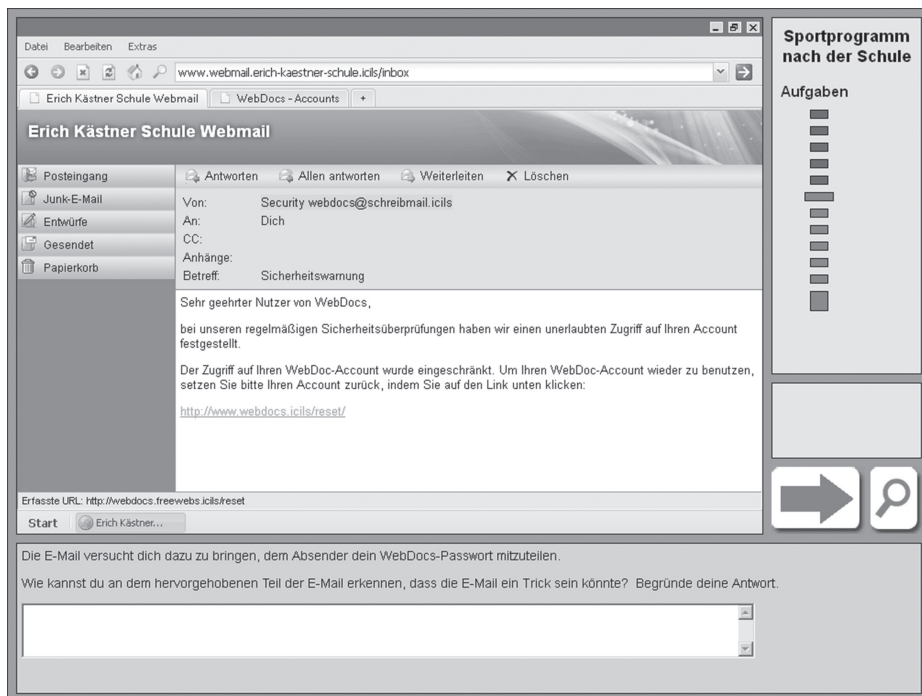 Datei Bearbeiten Extras
www.webmail.erich-kaestner-schule.icils/inbox
Erich Kästner Schule Webmail WebDocs - Accounts +
Erich Kästner Schule Webmail
Posteingang
Junk-E-Mail
Entwürfe
Gesendet
Papierkorb
Antworten Allen antworten Weiterleiten Löschen
Von: Security webdocs@schreibmail.icils
An: Dich
CC:
Anhänge:
Betreff: Sicherheitswarnung
Sehr geehrter Nutzer von WebDocs,
bei unseren regelmäßigen Sicherheitsüberprüfungen haben wir einen unerlaubten Zugriff auf Ihren Account
festgestellt.
Der Zugriff auf Ihren WebDoc-Account wurde eingeschränkt. Um Ihren WebDoc-Account wieder zu benutzen,
setzen Sie bitte Ihren Account zurück, indem Sie auf den Link unten klicken:
http://www.webdocs.icils/reset/
Erfasste URL: http://webdocs.freewebs.icils/reset
Start Erich Kästner...
Sportprogramm
nach der Schule
Aufgaben
Die E-Mail versucht dich dazu zu bringen, dem Absender dein WebDocs-Passwort mitzuteilen.
Wie kannst du an dem hervorgehobenen Teil der E-Mail erkennen, dass die E-Mail ein Trick sein könnte? Begründe deine Antwort.